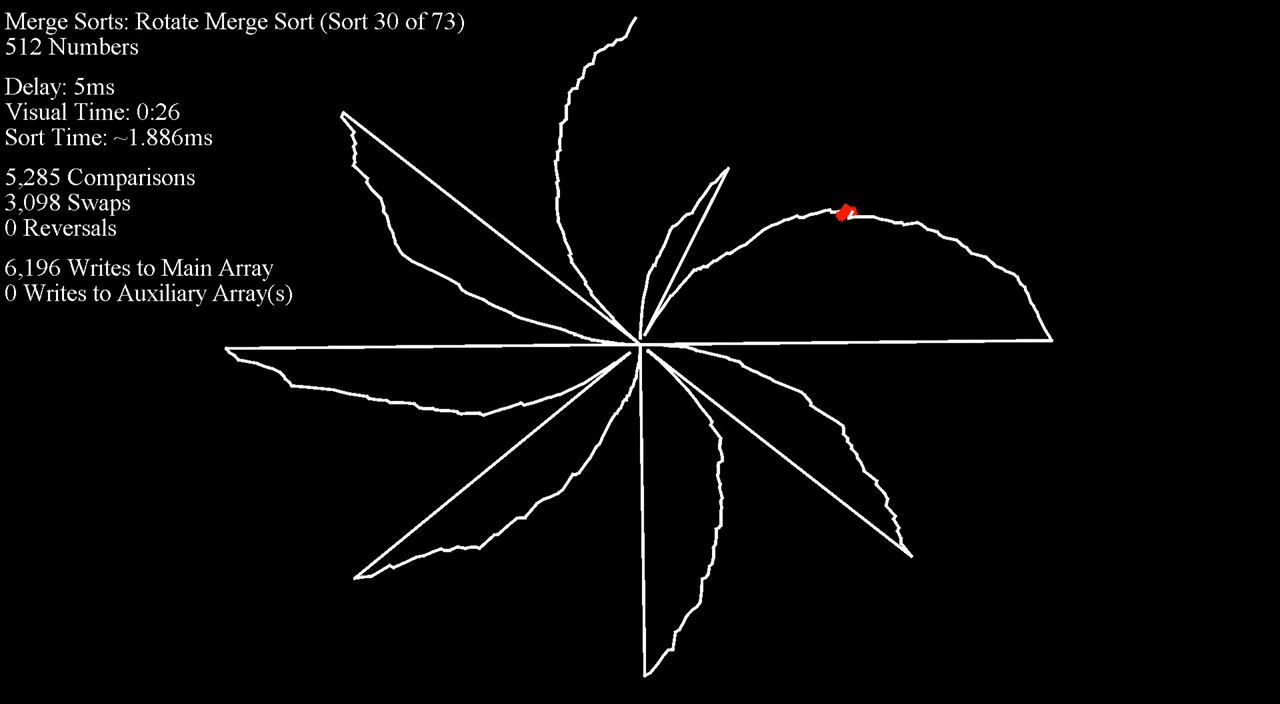 Merge Sorts: Rotate Merge Sort (Sort 30 of 73)
512 Numbers
Delay: 5ms
Visual Time: 0:26
Sort Time: ~1.886ms
5,285 Comparisons
3,098 Swaps
0 Reversals
6,196 Writes to Main Array
0 Writes to Auxiliary Array(s)